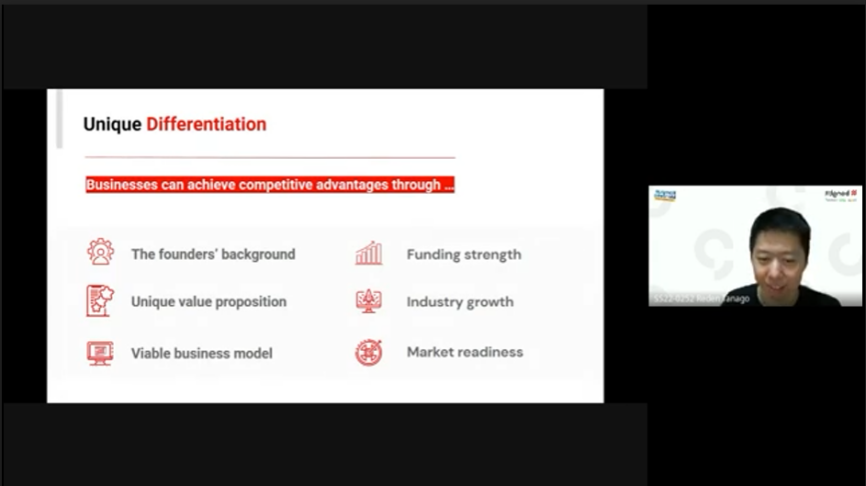 Unique Differentiation
Businesses can achieve competitive advantages through ...
The founders' background
Funding strength
Unique value proposition
Industry growth
Viable business model
Market readiness